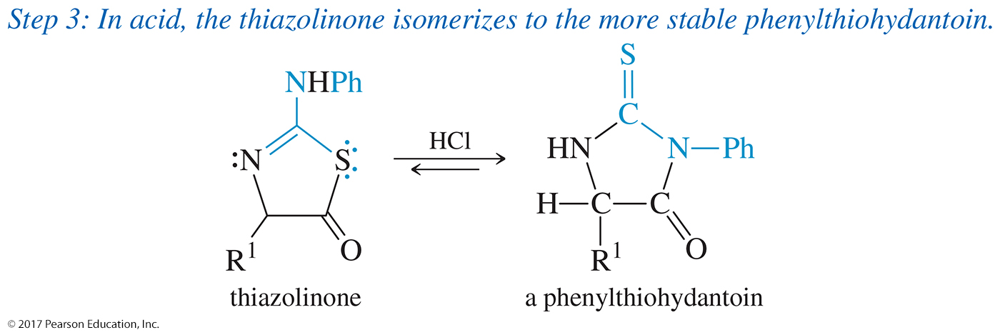 Step 3: In acid, the thiazolinone isomerizes to the more stable phenylthiohydantoin.
NHPh
:N
S
R¹
O
thiazolinone
HCl
S
C
HN
N—Ph
H—C—C
R¹
O
a phenylthiohydantoin
© 2017 Pearson Education, Inc.